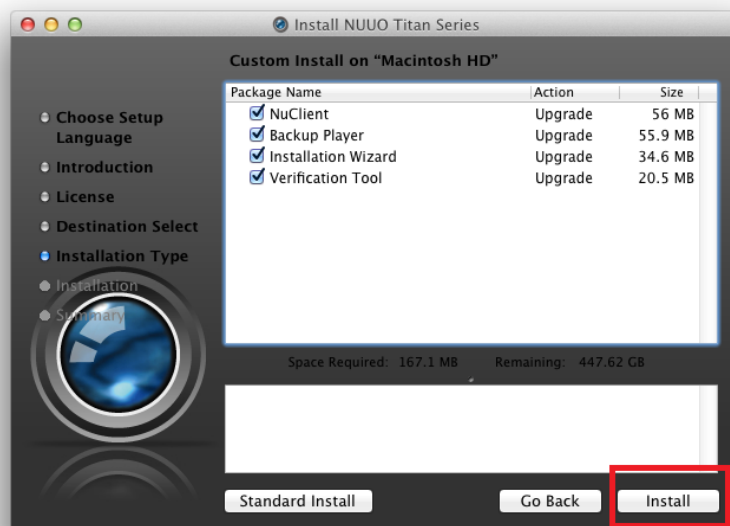 Install NUUO Titan Series
Custom Install on “Macintosh HD”
Choose Setup
Language
Introduction
License
Destination Select
Installation Type
Installation
Summary
Package Name Action Size
NuClient Upgrade 56 MB
Backup Player Upgrade 55.9 MB
Installation Wizard Upgrade 34.6 MB
Verification Tool Upgrade 20.5 MB
Space Required: 167.1 MB Remaining: 447.62 GB
Standard Install Go Back Install